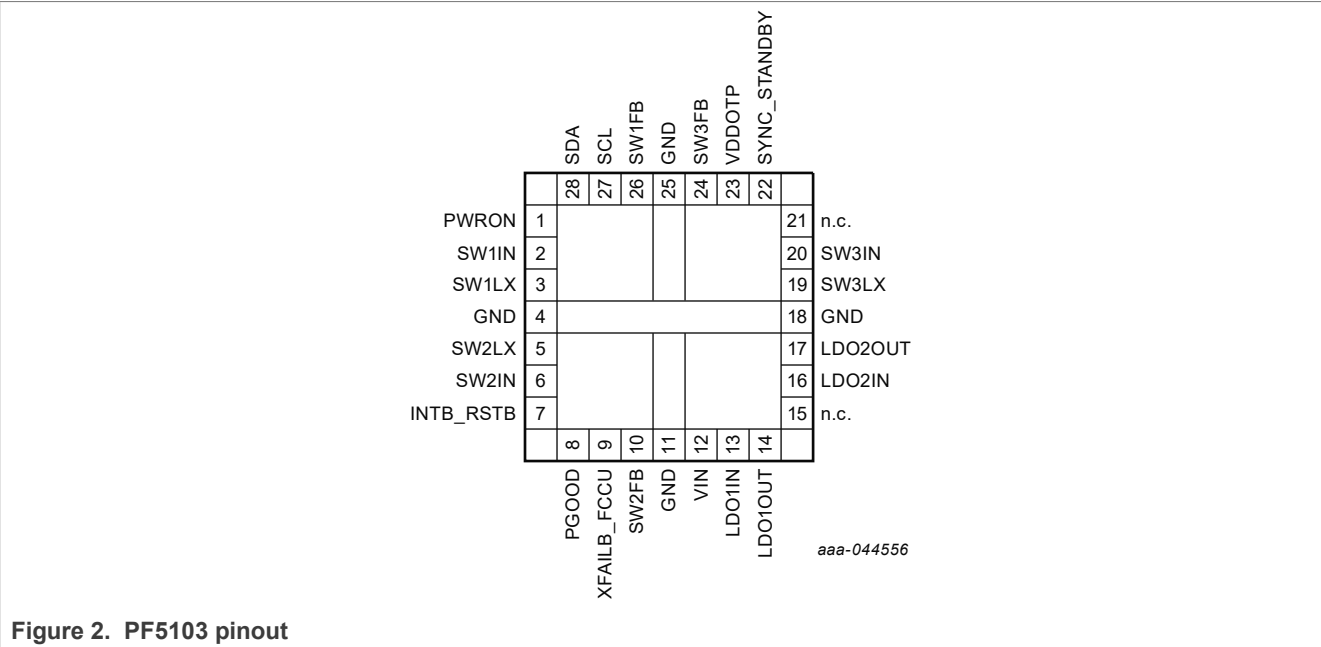 SDA
SCL
SW1FB
GND
SW3FB
VDDOTP
SYNC_STANDBY
28
27
26
25
24
23
22
PWRON 1
21 n.c.
SW1IN 2
20 SW3IN
SW1LX 3
19 SW3LX
GND 4
18 GND
SW2LX 5
17 LDO2OUT
SW2IN 6
16 LDO2IN
INTB_RSTB 7
15 n.c.
8
9
10
11
12
13
14
PGOOD
XFAILB_FCCU
SW2FB
GND
VIN
LDO1IN
LDO1OUT
aaa-044556
Figure 2. PF5103 pinout